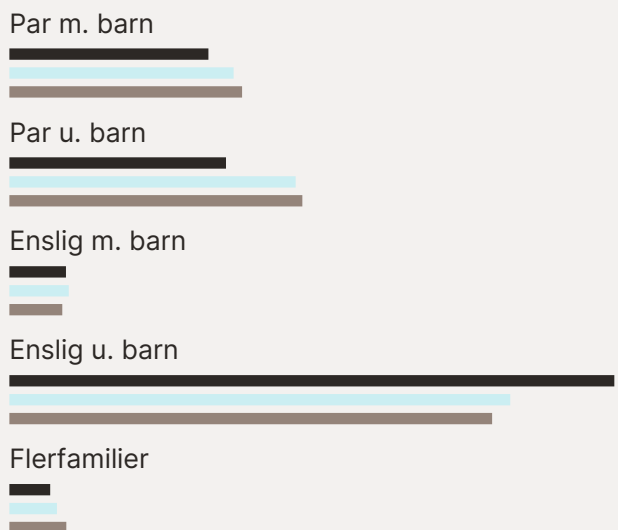 Par m. barn
Par u. barn
Enslig m. barn
Enslig u. barn
Flerfamilier